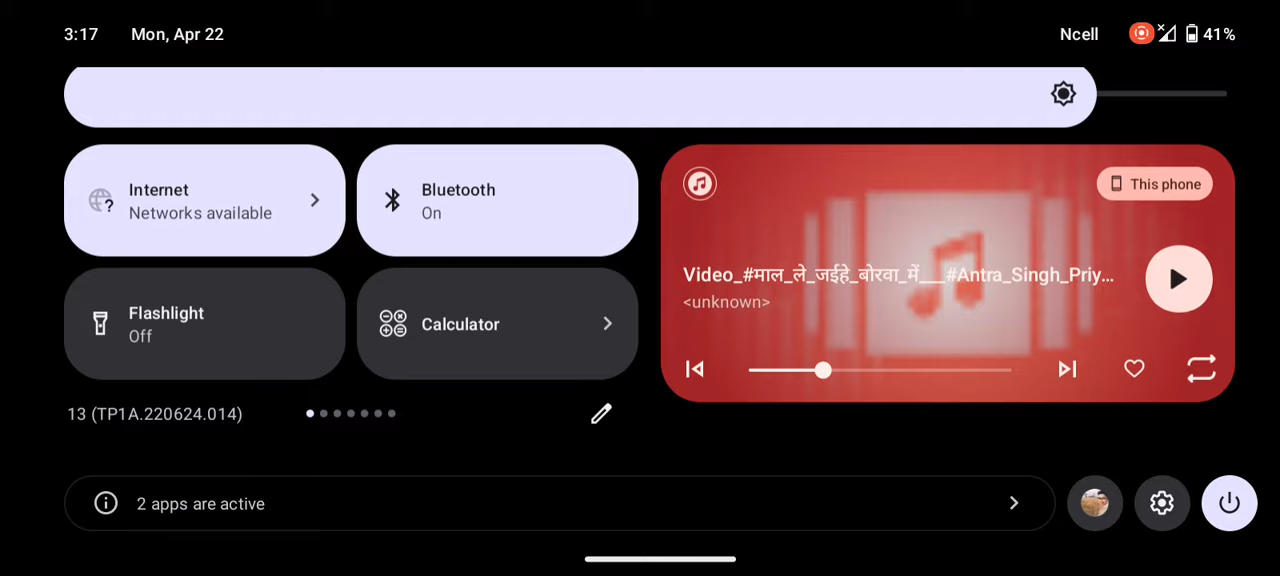 3:17 Mon, Apr 22 Ncell 41%
Internet
Networks available
Bluetooth
On
This phone
Video_#माल_ले_जईहे_बोरवा_में___#Antra_Singh_Priy...
<unknown>
Flashlight
Off
Calculator
13 (TP1A.220624.014)
2 apps are active